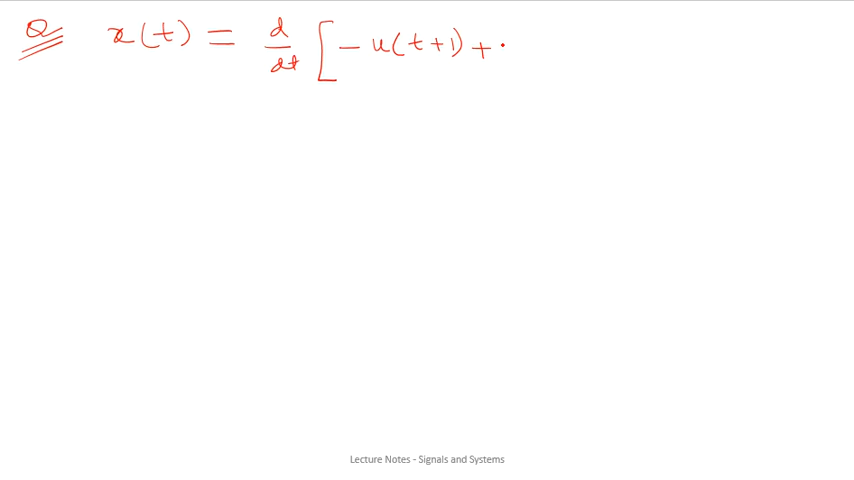 Q x(t) = d/dt [ - u(t+1) +
Lecture Notes - Signals and Systems